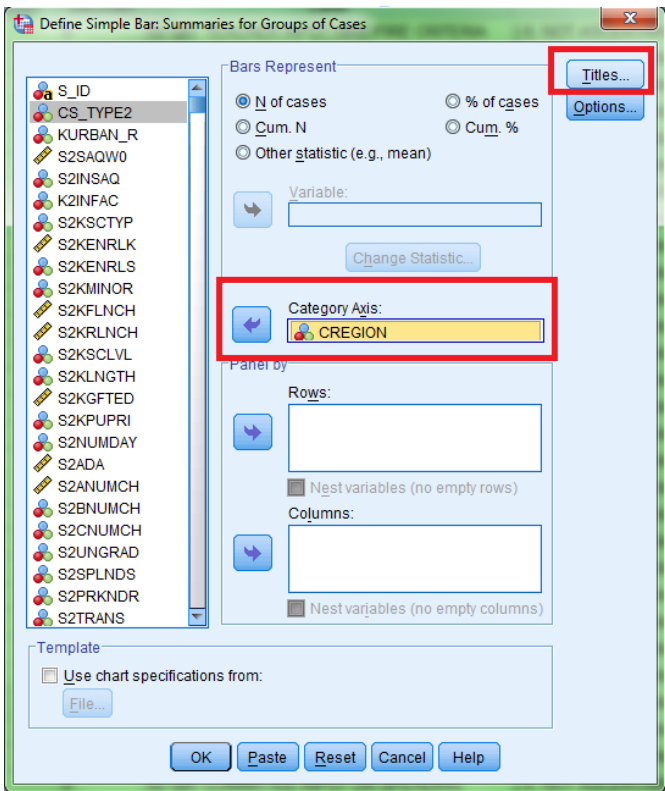 Define Simple Bar: Summaries for Groups of Cases
S_ID
CS_TYPE2
KURBAN_R
S2SAQW0
S2INSAQ
K2INFAC
S2KSCTYP
S2KENRLK
S2KENRLS
S2KMINOR
S2KFLNCH
S2KRLNCH
S2KSCLVL
S2KLNGTH
S2KGFTED
S2KPUPRI
S2NUMDAY
S2ADA
S2ANUMCH
S2BNUMCH
S2CNUMCH
S2UNGRAD
S2SPLNDS
S2PRKNDR
S2TRANS
Bars Represent
N of cases
% of cases
Cum. N
Cum. %
Other statistic (e.g., mean)
Variable:
Change Statistic...
Category Axis:
CREGION
Panel by
Rows:
Nest variables (no empty rows)
Columns:
Nest variables (no empty columns)
Titles...
Options...
Template
Use chart specifications from:
File...
OK
Paste
Reset
Cancel
Help